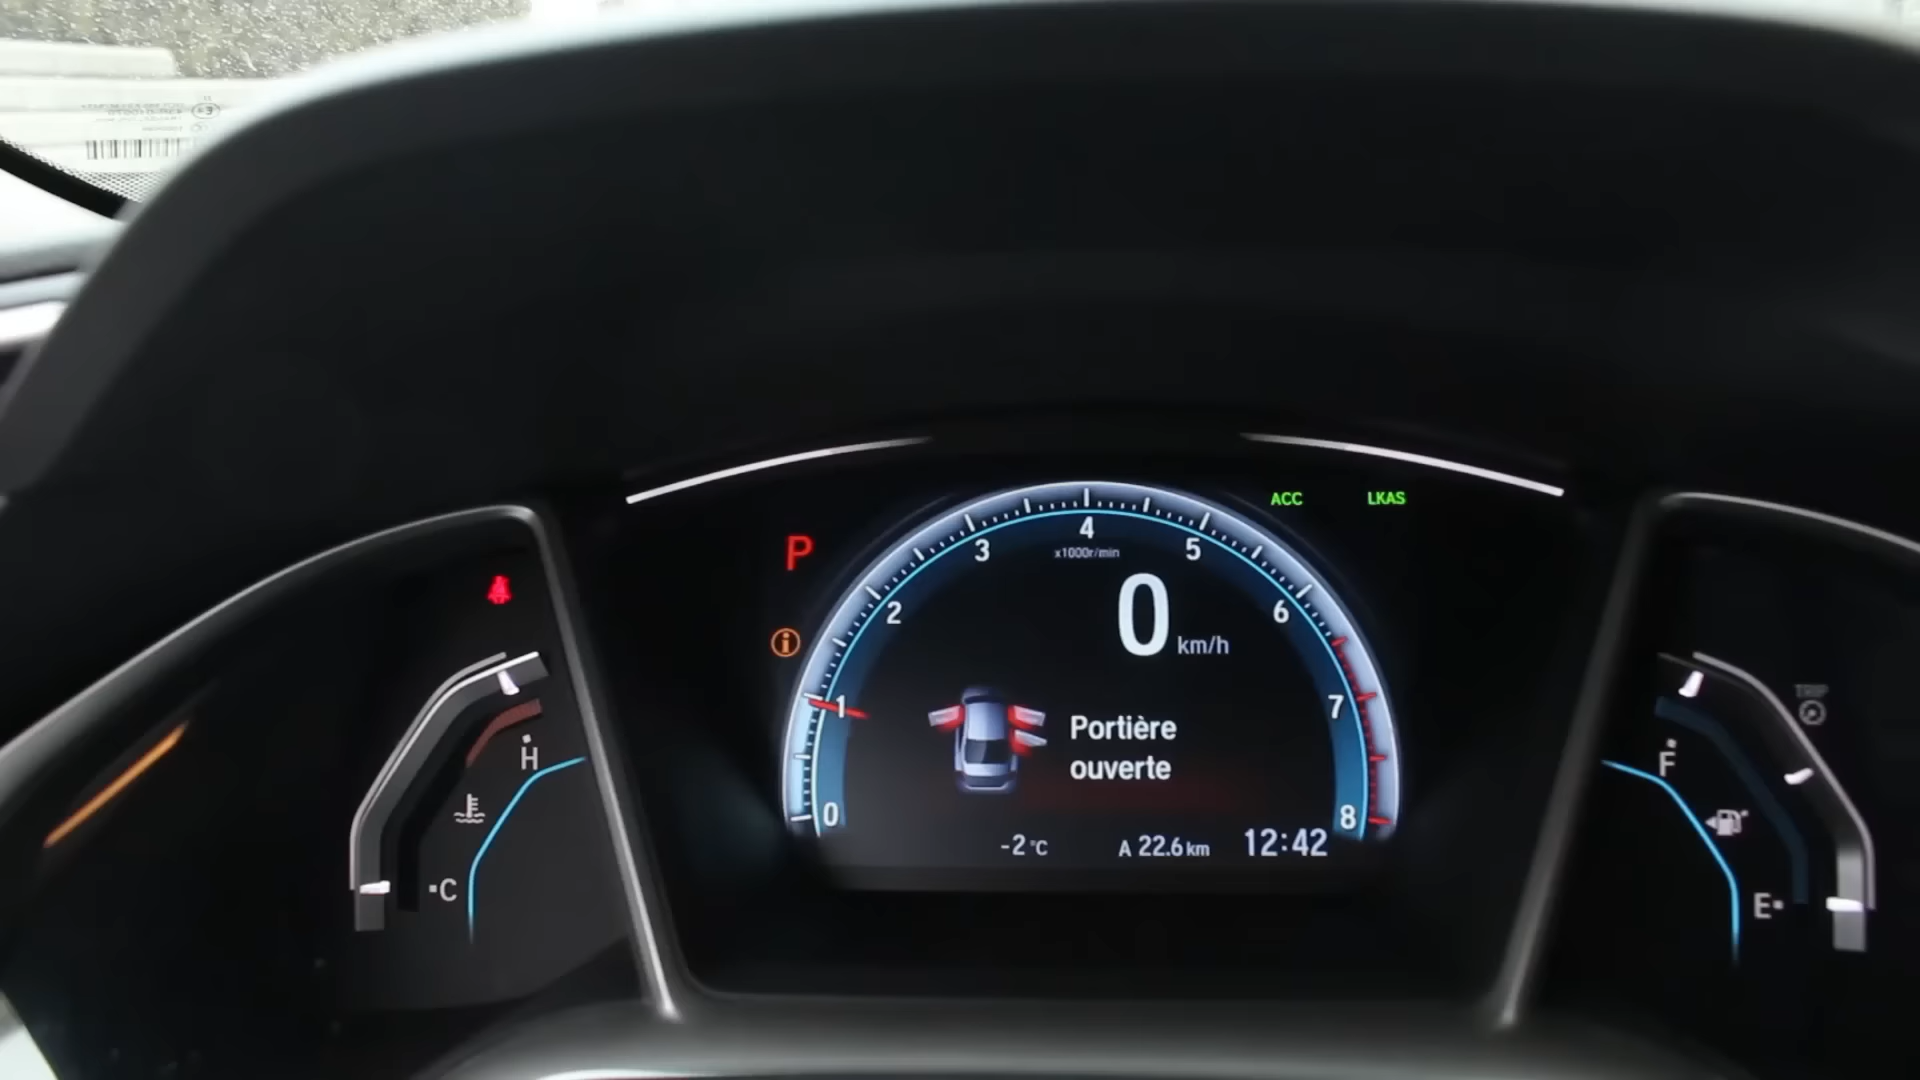 ACC
LKAS
P
4
3
5
x1000r/min
2
6
0 km/h
1
7
Portière
ouverte
0
8
-2°C
A 22.6 km
12:42
H
C
TRIP
F
E